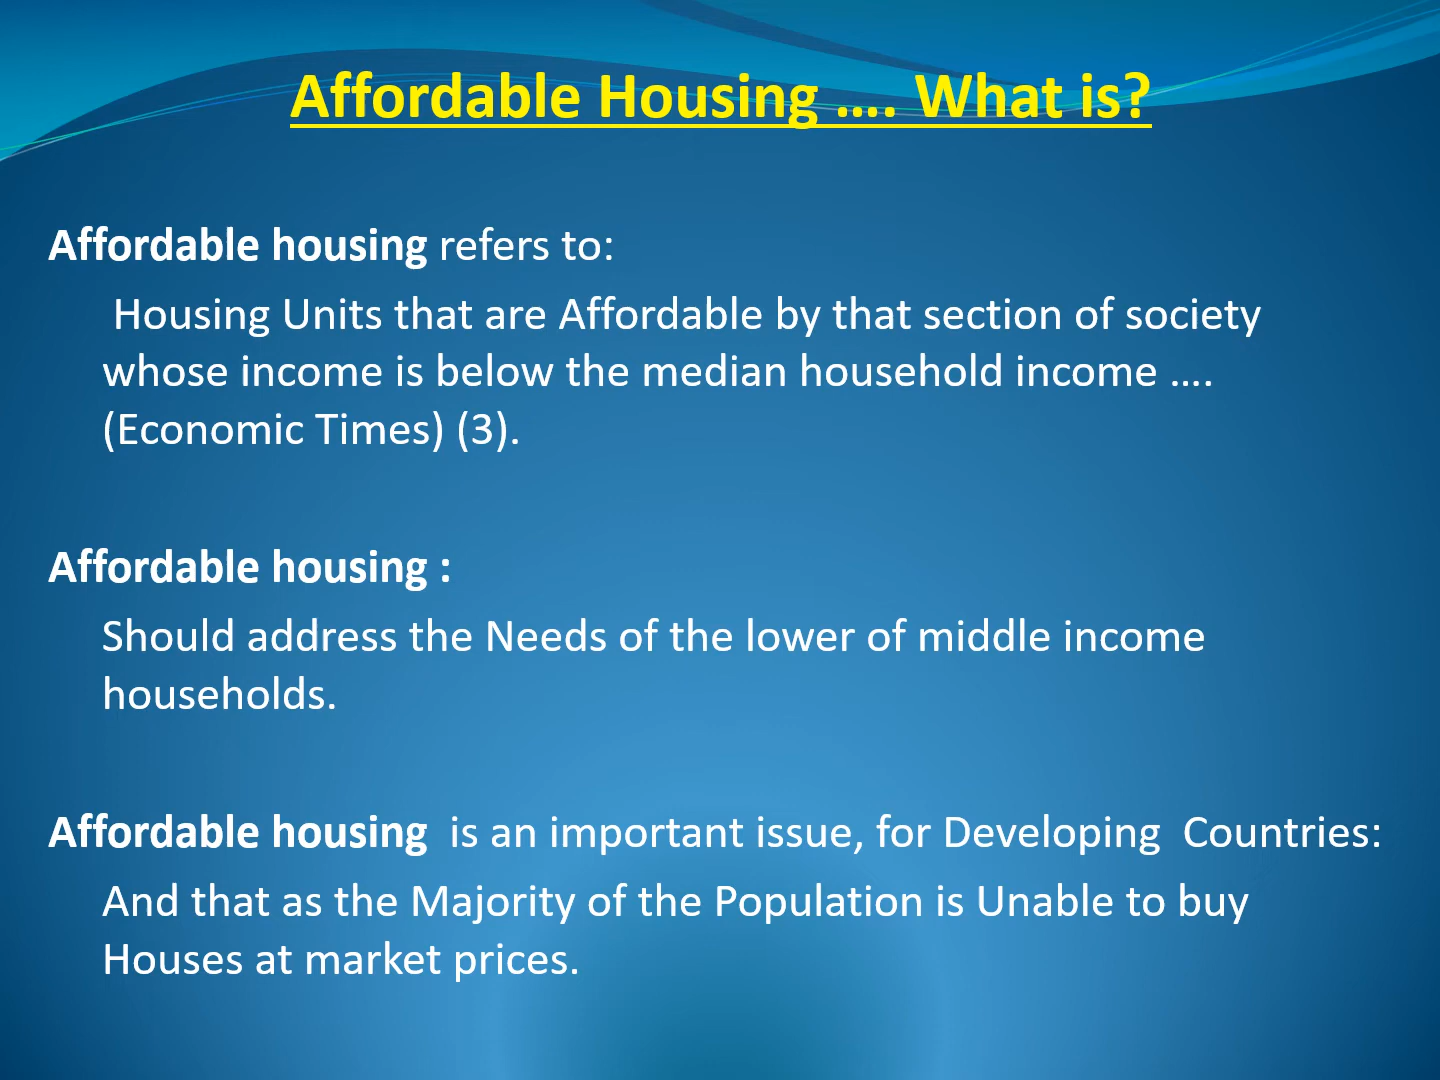 Affordable Housing …. What is?
Affordable housing refers to:
Housing Units that are Affordable by that section of society
whose income is below the median household income ….
(Economic Times) (3).
Affordable housing :
Should address the Needs of the lower of middle income
households.
Affordable housing  is an important issue, for Developing  Countries:
And that as the Majority of the Population is Unable to buy
Houses at market prices.